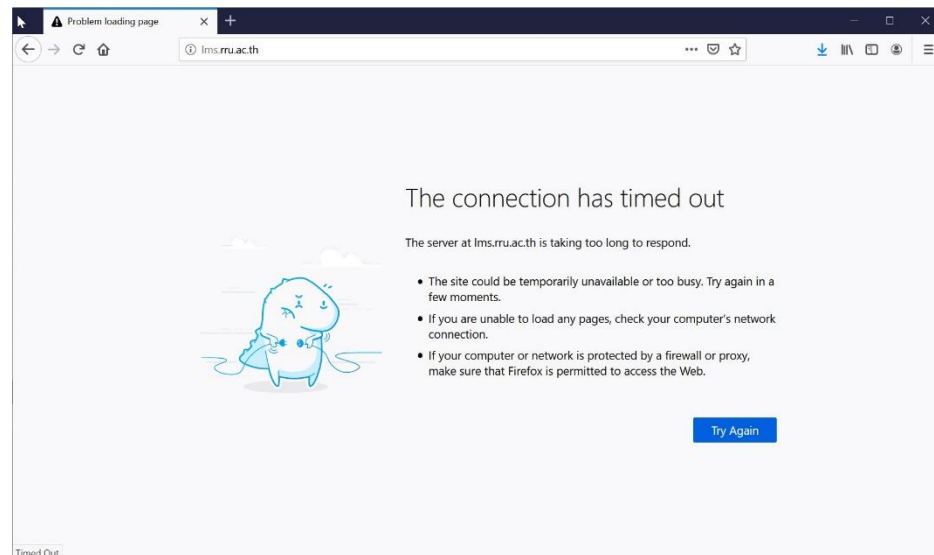 Problem loading page
lms.rru.ac.th
The connection has timed out
The server at lms.rru.ac.th is taking too long to respond.
The site could be temporarily unavailable or too busy. Try again in a
few moments.
If you are unable to load any pages, check your computer's network
connection.
If your computer or network is protected by a firewall or proxy,
make sure that Firefox is permitted to access the Web.
Try Again
Timed Out